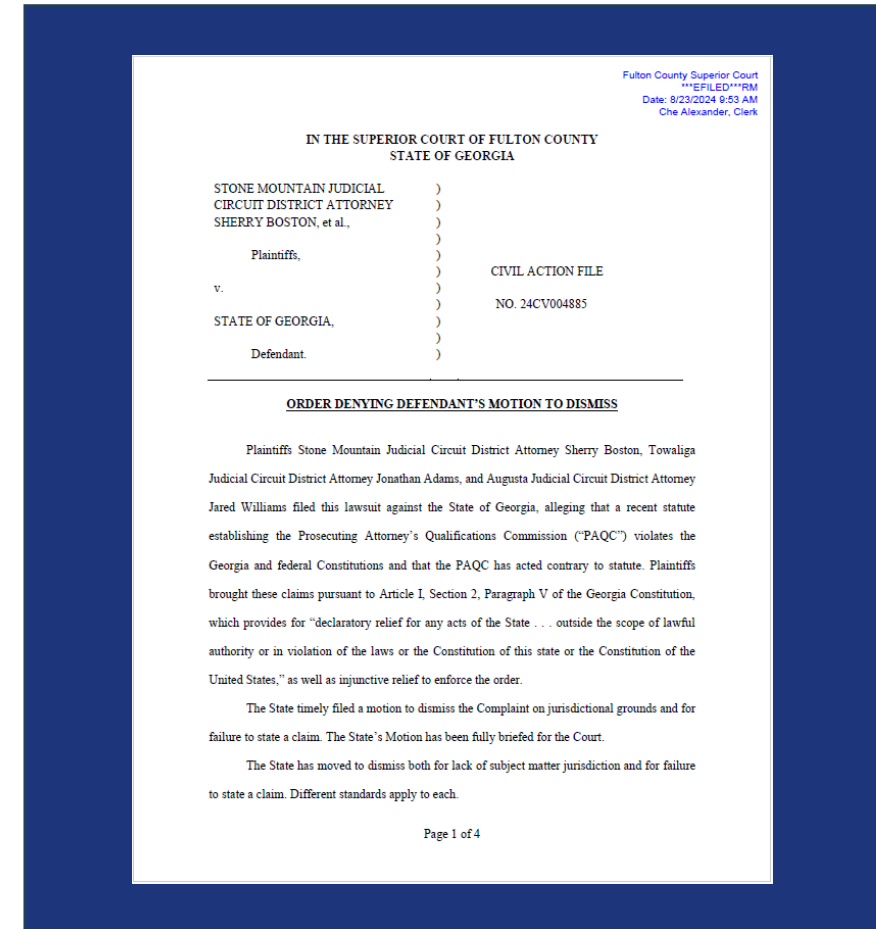 Fulton County Superior Court
***EFILED***RM
Date: 8/23/2024 9:53 AM
Che Alexander, Clerk
IN THE SUPERIOR COURT OF FULTON COUNTY
STATE OF GEORGIA
STONE MOUNTAIN JUDICIAL )
CIRCUIT DISTRICT ATTORNEY )
SHERRY BOSTON, et al., )
)
Plaintiffs, )
) CIVIL ACTION FILE
v. )
) NO. 24CV004885
STATE OF GEORGIA, )
)
Defendant. )
ORDER DENYING DEFENDANT'S MOTION TO DISMISS
Plaintiffs Stone Mountain Judicial Circuit District Attorney Sherry Boston, Towaliga
Judicial Circuit District Attorney Jonathan Adams, and Augusta Judicial Circuit District Attorney
Jared Williams filed this lawsuit against the State of Georgia, alleging that a recent statute
establishing the Prosecuting Attorney's Qualifications Commission ("PAQC") violates the
Georgia and federal Constitutions and that the PAQC has acted contrary to statute. Plaintiffs
brought these claims pursuant to Article I, Section 2, Paragraph V of the Georgia Constitution,
which provides for "declaratory relief for any acts of the State . . . outside the scope of lawful
authority or in violation of the laws or the Constitution of this state or the Constitution of the
United States," as well as injunctive relief to enforce the order.
The State timely filed a motion to dismiss the Complaint on jurisdictional grounds and for
failure to state a claim. The State's Motion has been fully briefed for the Court.
The State has moved to dismiss both for lack of subject matter jurisdiction and for failure
to state a claim. Different standards apply to each.
Page 1 of 4